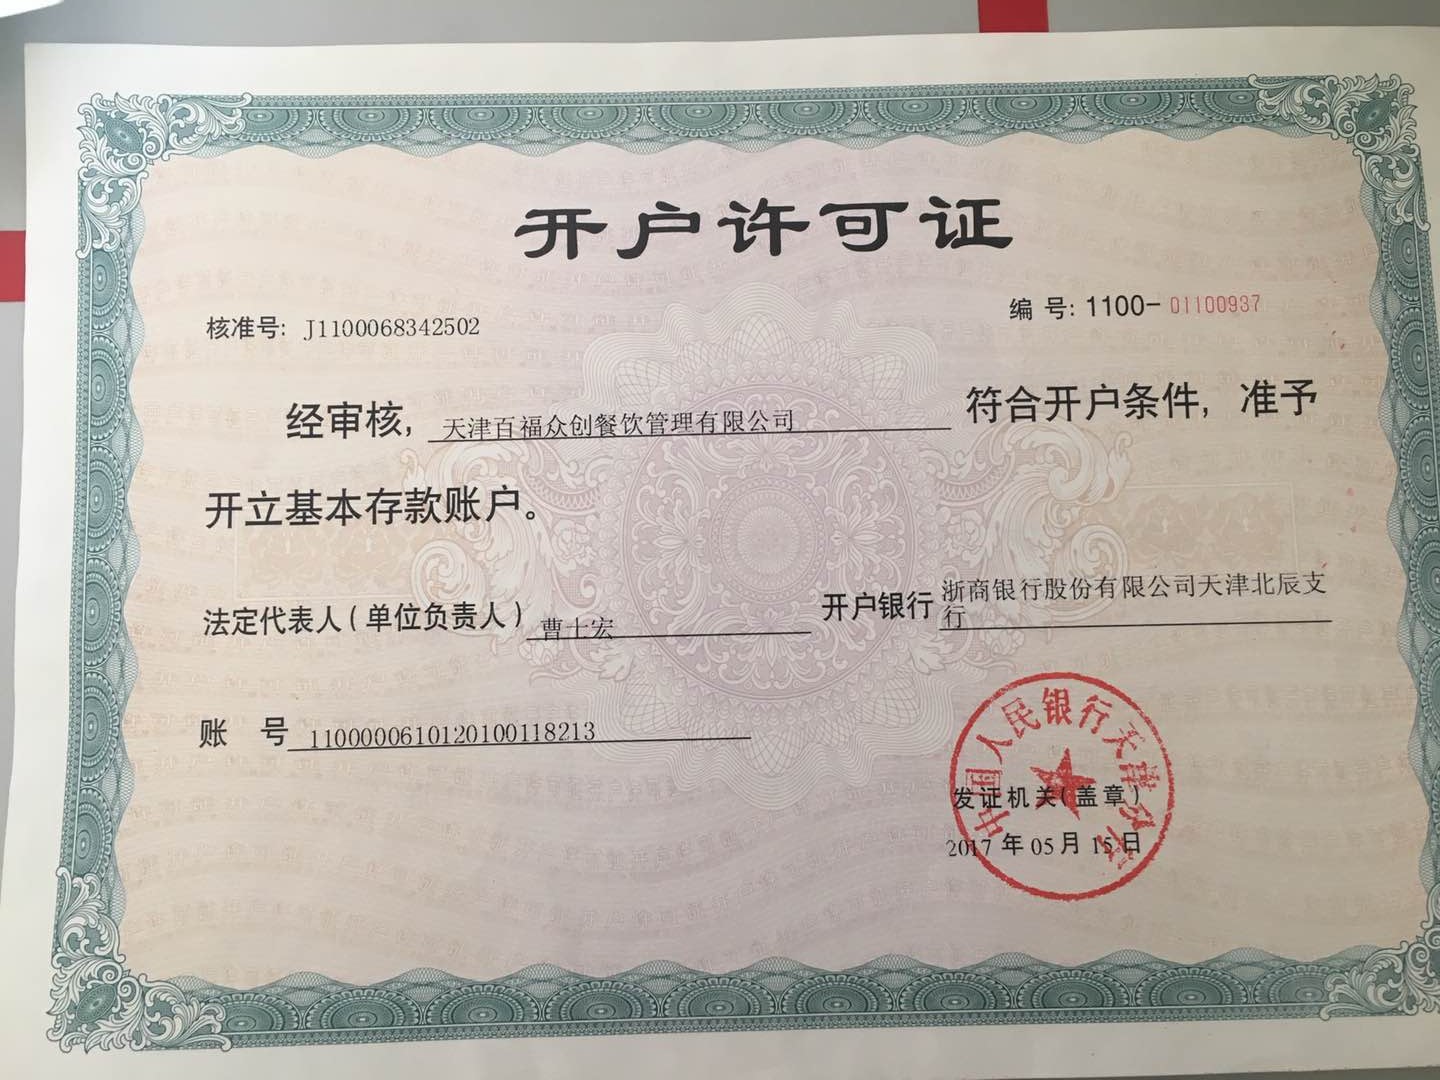 开户许可证
核准号: J1100068342502
编 号: 1100-01100937
经审核, 天津百福众创餐饮管理有限公司 符合开户条件, 准予
开立基本存款账户。
法定代表人(单位负责人) 曹士宏 开户银行 浙商银行股份有限公司天津北辰支
行
账 号 1100000610120100118213
中国人民银行天津分行
发证机关(盖章)
2017 年 05 月 15 日